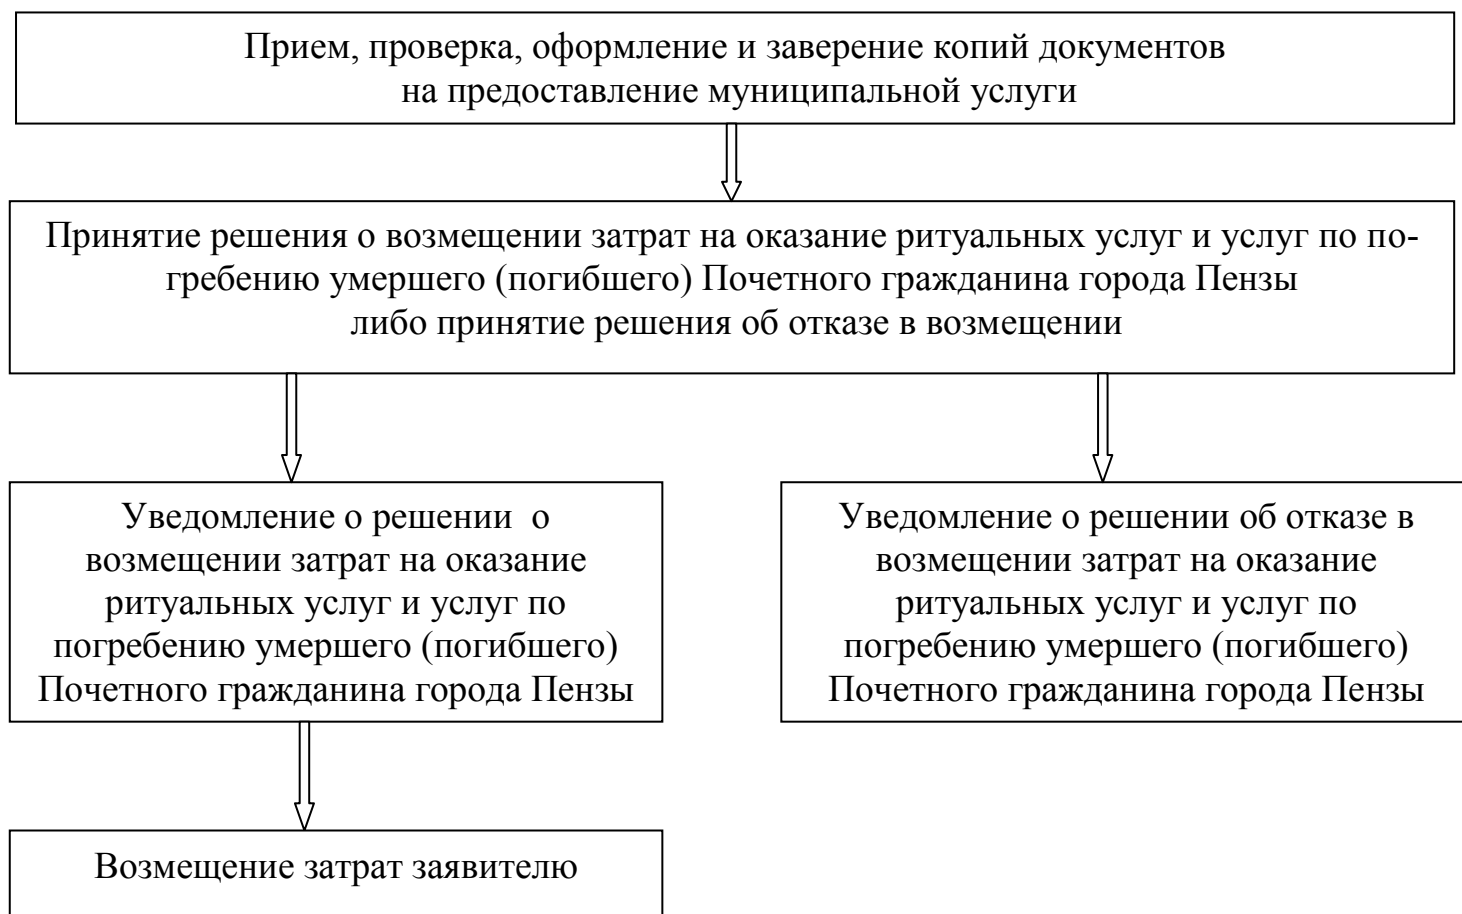 Прием, проверка, оформление и заверение копий документов
на предоставление муниципальной услуги
Принятие решения о возмещении затрат на оказание ритуальных услуг и услуг по по-
гребению умершего (погибшего) Почетного гражданина города Пензы
либо принятие решения об отказе в возмещении
Уведомление о решении о
возмещении затрат на оказание
ритуальных услуг и услуг по
погребению умершего (погибшего)
Почетного гражданина города Пензы
Уведомление о решении об отказе в
возмещении затрат на оказание
ритуальных услуг и услуг по
погребению умершего (погибшего)
Почетного гражданина города Пензы
Возмещение затрат заявителю